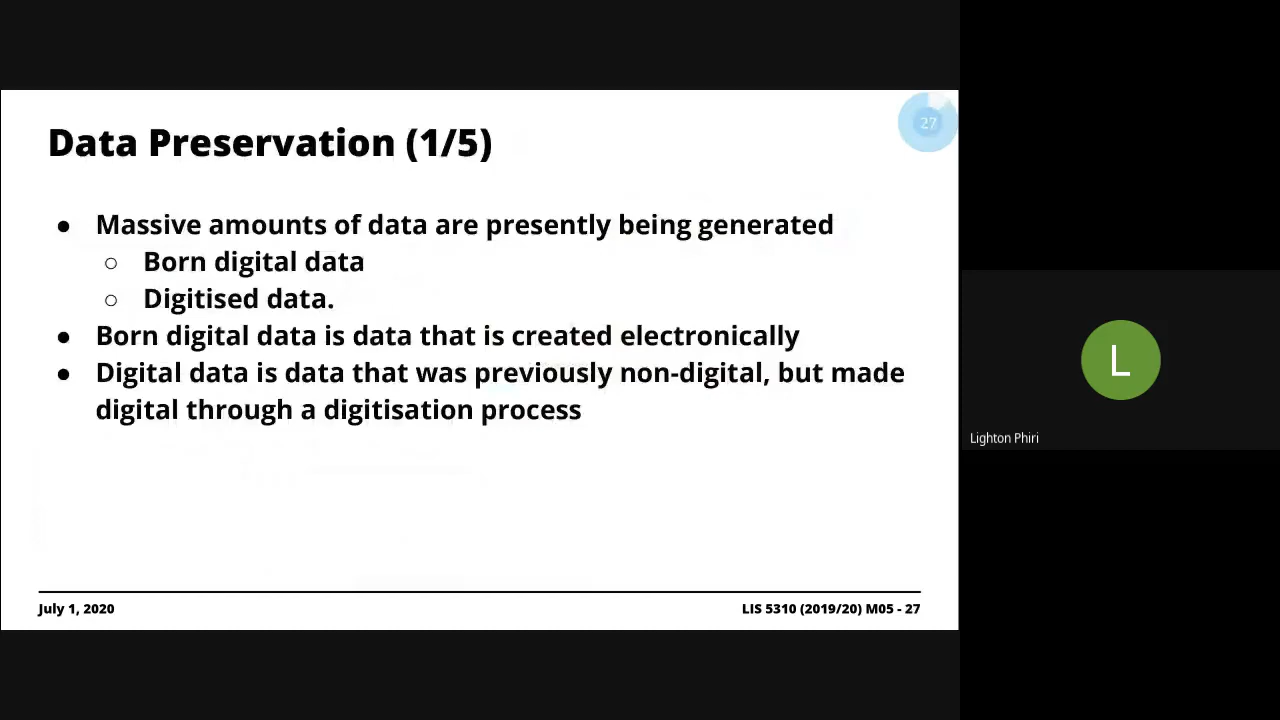 Data Preservation (1/5)
27
● Massive amounts of data are presently being generated
○ Born digital data
○ Digitised data.
● Born digital data is data that is created electronically
● Digital data is data that was previously non-digital, but made
digital through a digitisation process
July 1, 2020
LIS 5310 (2019/20) M05 - 27
L
Lighton Phiri